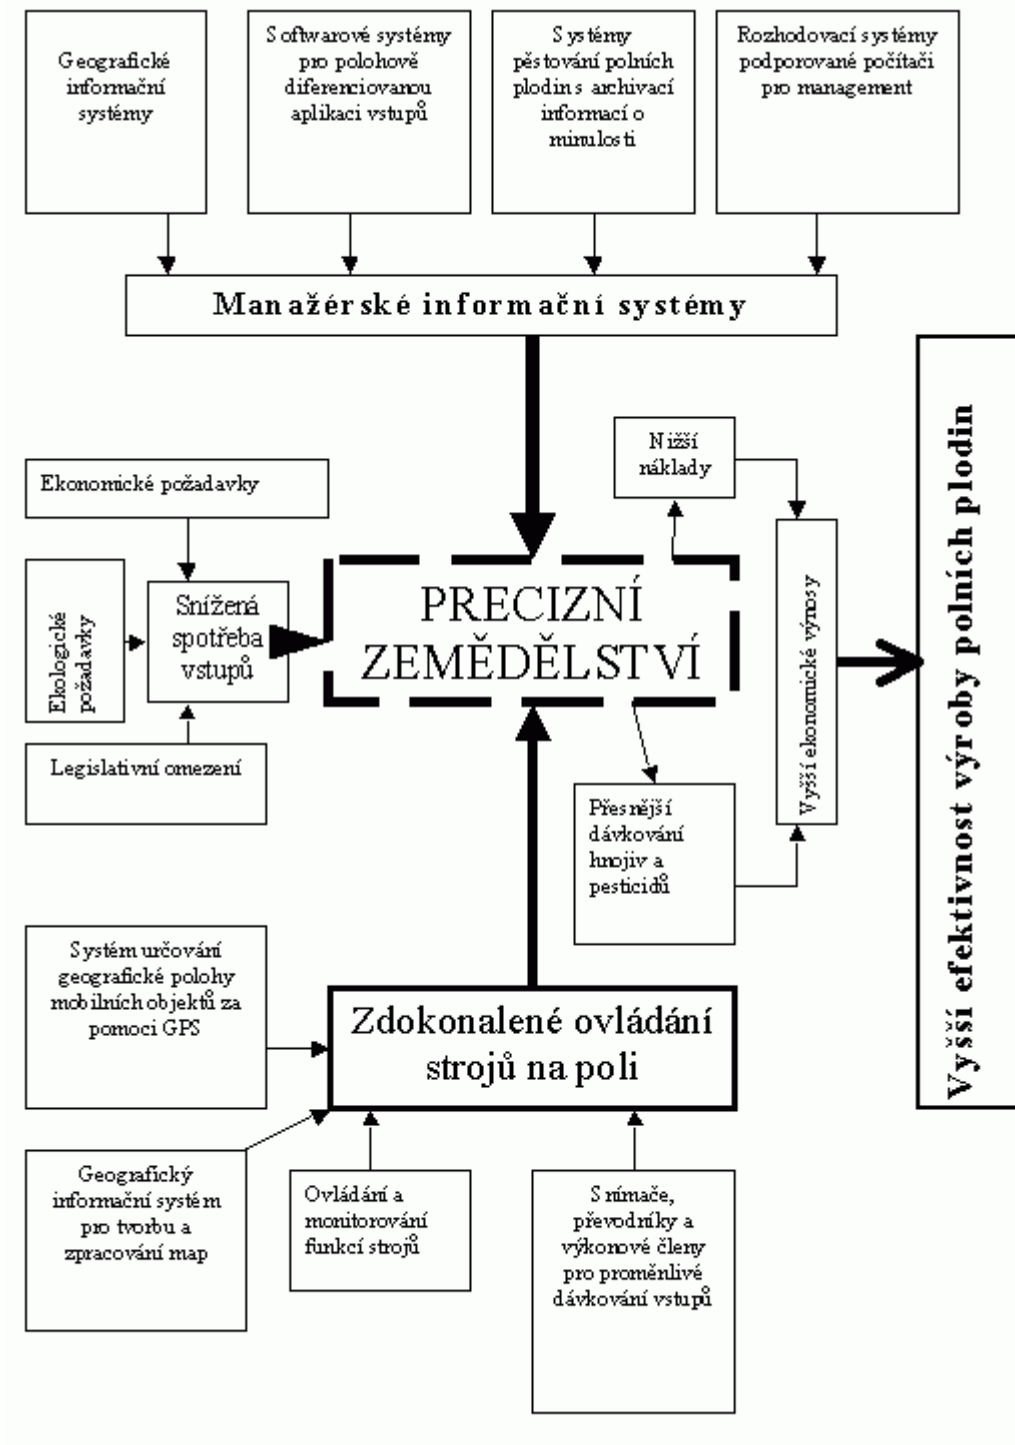 Geografické
informační
systémy
Softwarové systémy
pro polohově
diferenciovanou
aplikaci vstupů
Systémy
pěstování polních
plodin s archivací
informací o
minulosti
Rozhodovací systémy
podporované počítači
pro management
Manažérské informační systémy
Nižší
náklady
Ekonomické požadavky
Ekologické
požadavky
Snížená
spotřeba
vstupů
PRECIZNÍ
ZEMĚDĚLSTVÍ
Vyšší ekonomické výnosy
Vyšší efektivnost výroby polních plodin
Legislativní omezení
Přesnější
dávkování
hnojiv a
pesticidů
Systém určování
geografické polohy
mobilních objektů za
pomoci GPS
Zdokonalené ovládání
strojů na poli
Geografický
informační systém
pro tvorbu a
zpracování map
Ovládání a
monitorování
funkcí strojů
Snímače,
převodníky a
výkonové členy
pro proměnlivé
dávkování vstupů